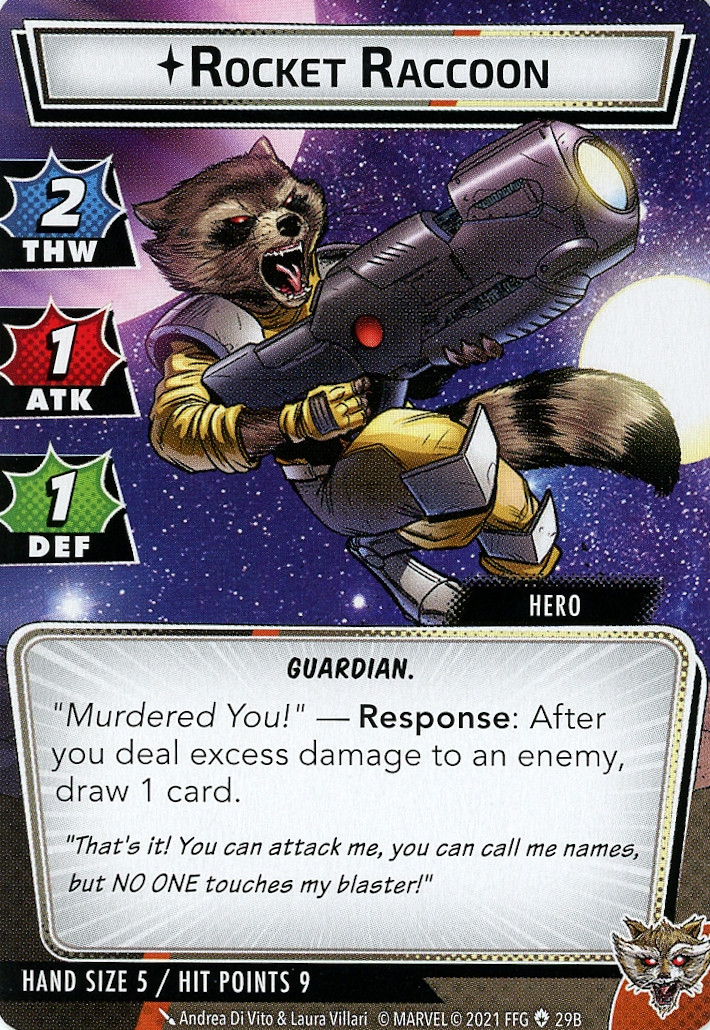 ROCKET RACCOON
2
THW
1
ATK
1
DEF
HERO
GUARDIAN.
"Murdered You!" — Response: After
you deal excess damage to an enemy,
draw 1 card.
"That's it! You can attack me, you can call me names,
but NO ONE touches my blaster!"
HAND SIZE 5 / HIT POINTS 9
Andrea Di Vito & Laura Villari © MARVEL © 2021 FFG 29B